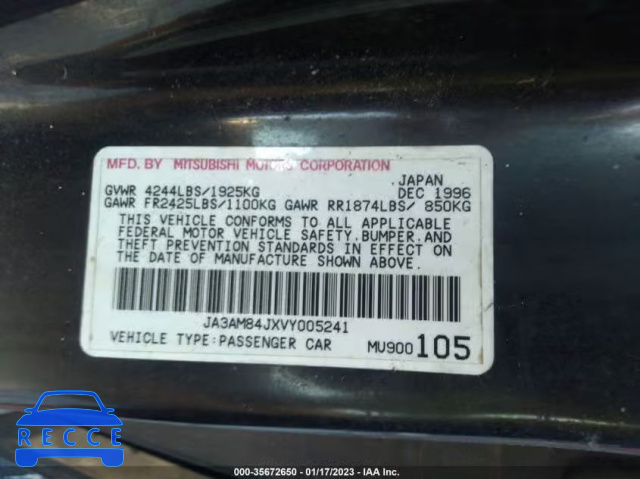 MFD. BY MITSUBISHI MOTORS CORPORATION
JAPAN
GVWR 4244LBS/1925KG DEC 1996
GAWR FR2425LBS/1100KG GAWR RR1874LBS/ 850KG
THIS VEHICLE CONFORMS TO ALL APPLICABLE
FEDERAL MOTOR VEHICLE SAFETY, BUMPER, AND
THEFT PREVENTION STANDARDS IN EFFECT ON
THE DATE OF MANUFACTURE SHOWN ABOVE.
JA3AM84JXVY005241
VEHICLE TYPE:PASSENGER CAR MU900105
RECCE
000-35672650 - 01/17/2023 - IAA Inc.